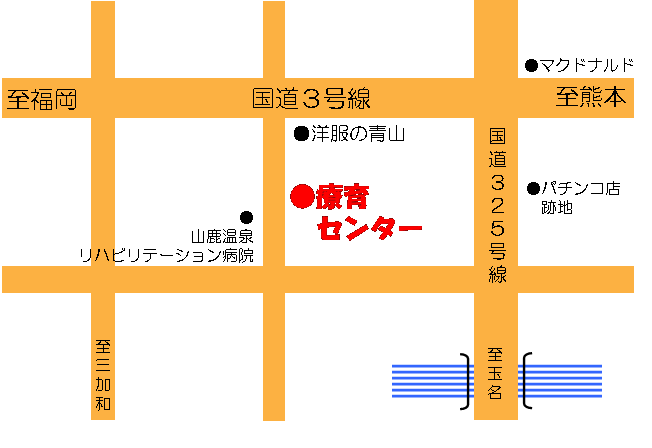 ●マクドナルド
至福岡
国道3号線
至熊本
●洋服の青山
国道325号線
●パチンコ店
跡地
●療育
センター
●
山鹿温泉
リハビリテーション病院
至三加和
至玉名